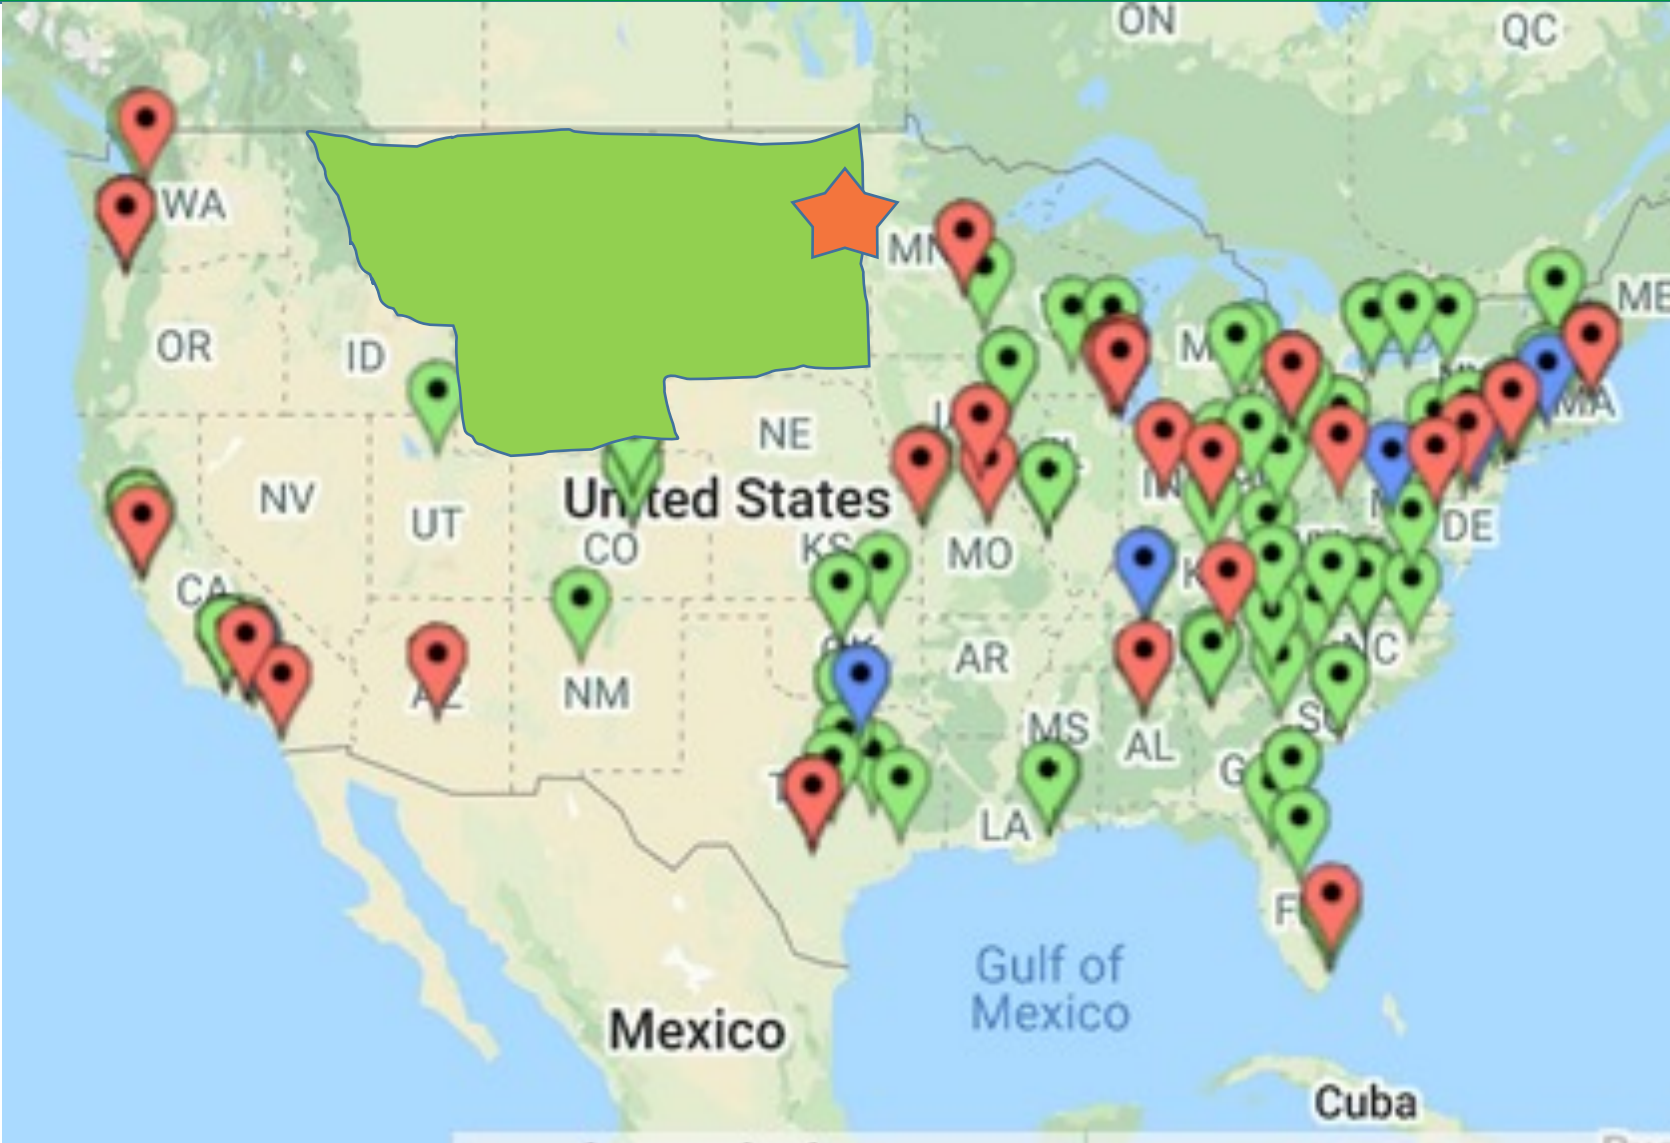 ON
QC
WA
MN
ME
OR
ID
MA
NE
NV
United States
UT
CO
KS
MO
DE
CA
NC
AR
NM
MS
AL
LA
Gulf of
Mexico
Mexico
Cuba